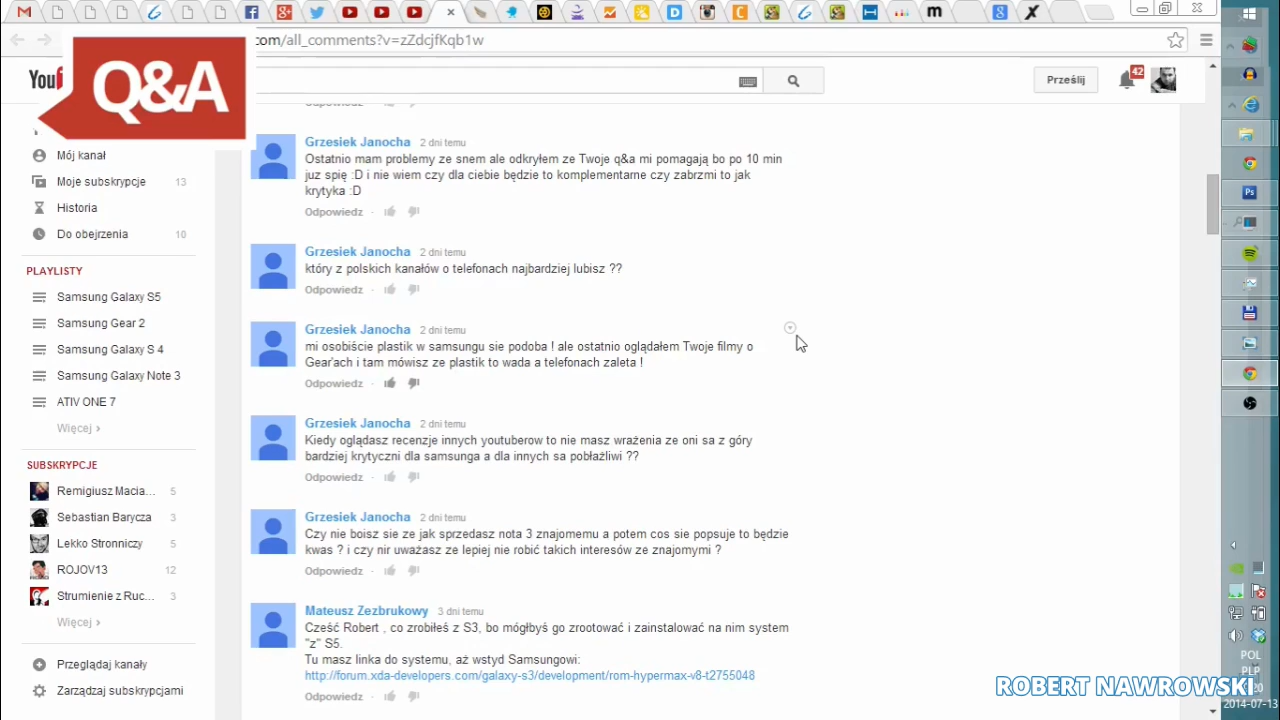 com/all_comments?v=zZdcjfKqb1w
You
Q&A
Prześlij
42
Mój kanał
Moje subskrypcje 13
Historia
Do obejrzenia 10
PLAYLISTY
Samsung Galaxy S5
Samsung Gear 2
Samsung Galaxy S 4
Samsung Galaxy Note 3
ATIV ONE 7
Więcej ›
SUBSKRYPCJE
Remigiusz Macia... 5
Sebastian Barycza 3
Lekko Stronniczy 5
ROJOV13 12
Strumienie z Ruc... 3
Więcej ›
Przeglądaj kanały
Zarządzaj subskrypcjami
Odpowiedz ·
Grzesiek Janocha 2 dni temu
Ostatnio mam problemy ze snem ale odkryłem ze Twoje q&a mi pomagają bo po 10 min
juz spię :D i nie wiem czy dla ciebie będzie to komplementarne czy zabrzmi to jak
krytyka :D
Odpowiedz ·
Grzesiek Janocha 2 dni temu
który z polskich kanałów o telefonach najbardziej lubisz ??
Odpowiedz ·
Grzesiek Janocha 2 dni temu
mi osobiście plastik w samsungu sie podoba ! ale ostatnio oglądałem Twoje filmy o
Gear'ach i tam mówisz ze plastik to wada a telefonach zaleta !
Odpowiedz ·
Grzesiek Janocha 2 dni temu
Kiedy oglądasz recenzje innych youtuberow to nie masz wrażenia ze oni sa z góry
bardziej krytyczni dla samsunga a dla innych sa pobłażliwi ??
Odpowiedz ·
Grzesiek Janocha 2 dni temu
Czy nie boisz sie ze jak sprzedasz nota 3 znajomemu a potem cos sie popsuje to będzie
kwas ? i czy nir uważasz ze lepiej nie robić takich interesów ze znajomymi ?
Odpowiedz ·
Mateusz Zezbrukowy 3 dni temu
Cześć Robert , co zrobiłeś z S3, bo mógłbyś go zrootować i zainstalować na nim system
"z" S5.
Tu masz linka do systemu, aż wstyd Samsungowi:
http://forum.xda-developers.com/galaxy-s3/development/rom-hypermax-v8-t2755048
Odpowiedz ·
POL
PLP
20
2014-07-13
ROBERT NAWROWSKI